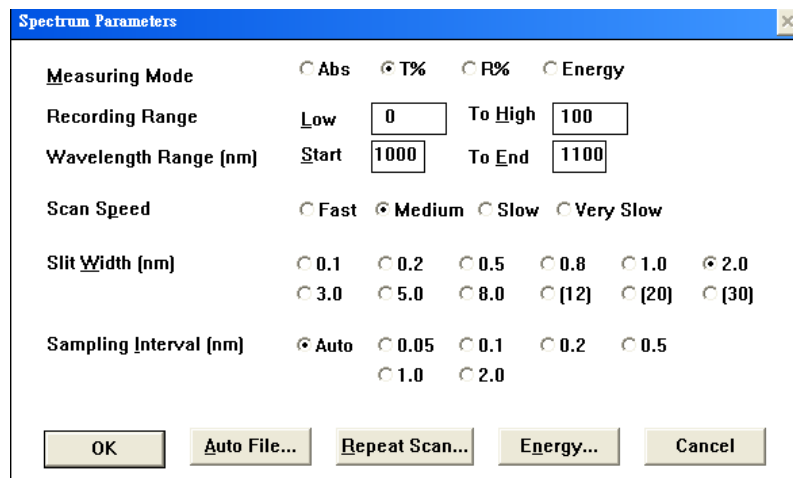 Spectrum Parameters
Measuring Mode Abs T% R% Energy
Recording Range Low 0 To High 100
Wavelength Range (nm) Start 1000 To End 1100
Scan Speed Fast Medium Slow Very Slow
Slit Width (nm) 0.1 0.2 0.5 0.8 1.0 2.0
3.0 5.0 8.0 (12) (20) (30)
Sampling Interval (nm) Auto 0.05 0.1 0.2 0.5
1.0 2.0
OK Auto File... Repeat Scan... Energy... Cancel